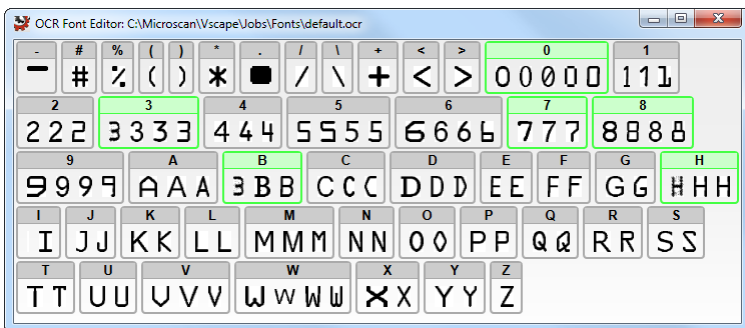 OCR Font Editor: C:\Microscan\Vscape\Jobs\Fonts\default.ocr
- # % ( ) * . / \ + < > 0 1
- # % ( ) * . / \ + < > 0 0 0 0 0 1 1 1
2 3 4 5 6 7 8
2 2 2 3 3 3 3 4 4 4 5 5 5 5 6 6 6 6 7 7 7 8 8 8 8
9 A B C D E F G H
9 9 9 9 A A A 3 B B C C C D D D E E F F G G H H H
I J K L M N O P Q R S
I J J K K L L M M M N N O O P P Q Q R R S S
T U V W X Y Z
T T U U V V V W W W W X X Y Y Z